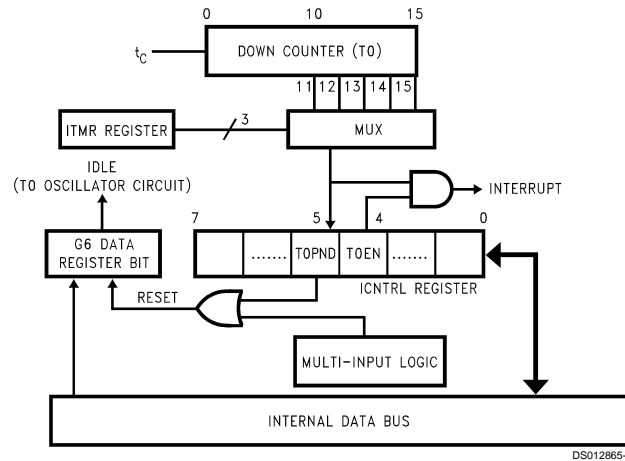 0 10 15
tC
DOWN COUNTER (T0)
11 12 13 14 15
ITMR REGISTER
3
MUX
IDLE
(TO OSCILLATOR CIRCUIT)
INTERRUPT
7 5 4 0
G6 DATA
REGISTER BIT
....... T0PND T0EN .......
ICNTRL REGISTER
RESET
MULTI-INPUT LOGIC
INTERNAL DATA BUS
DS012865-